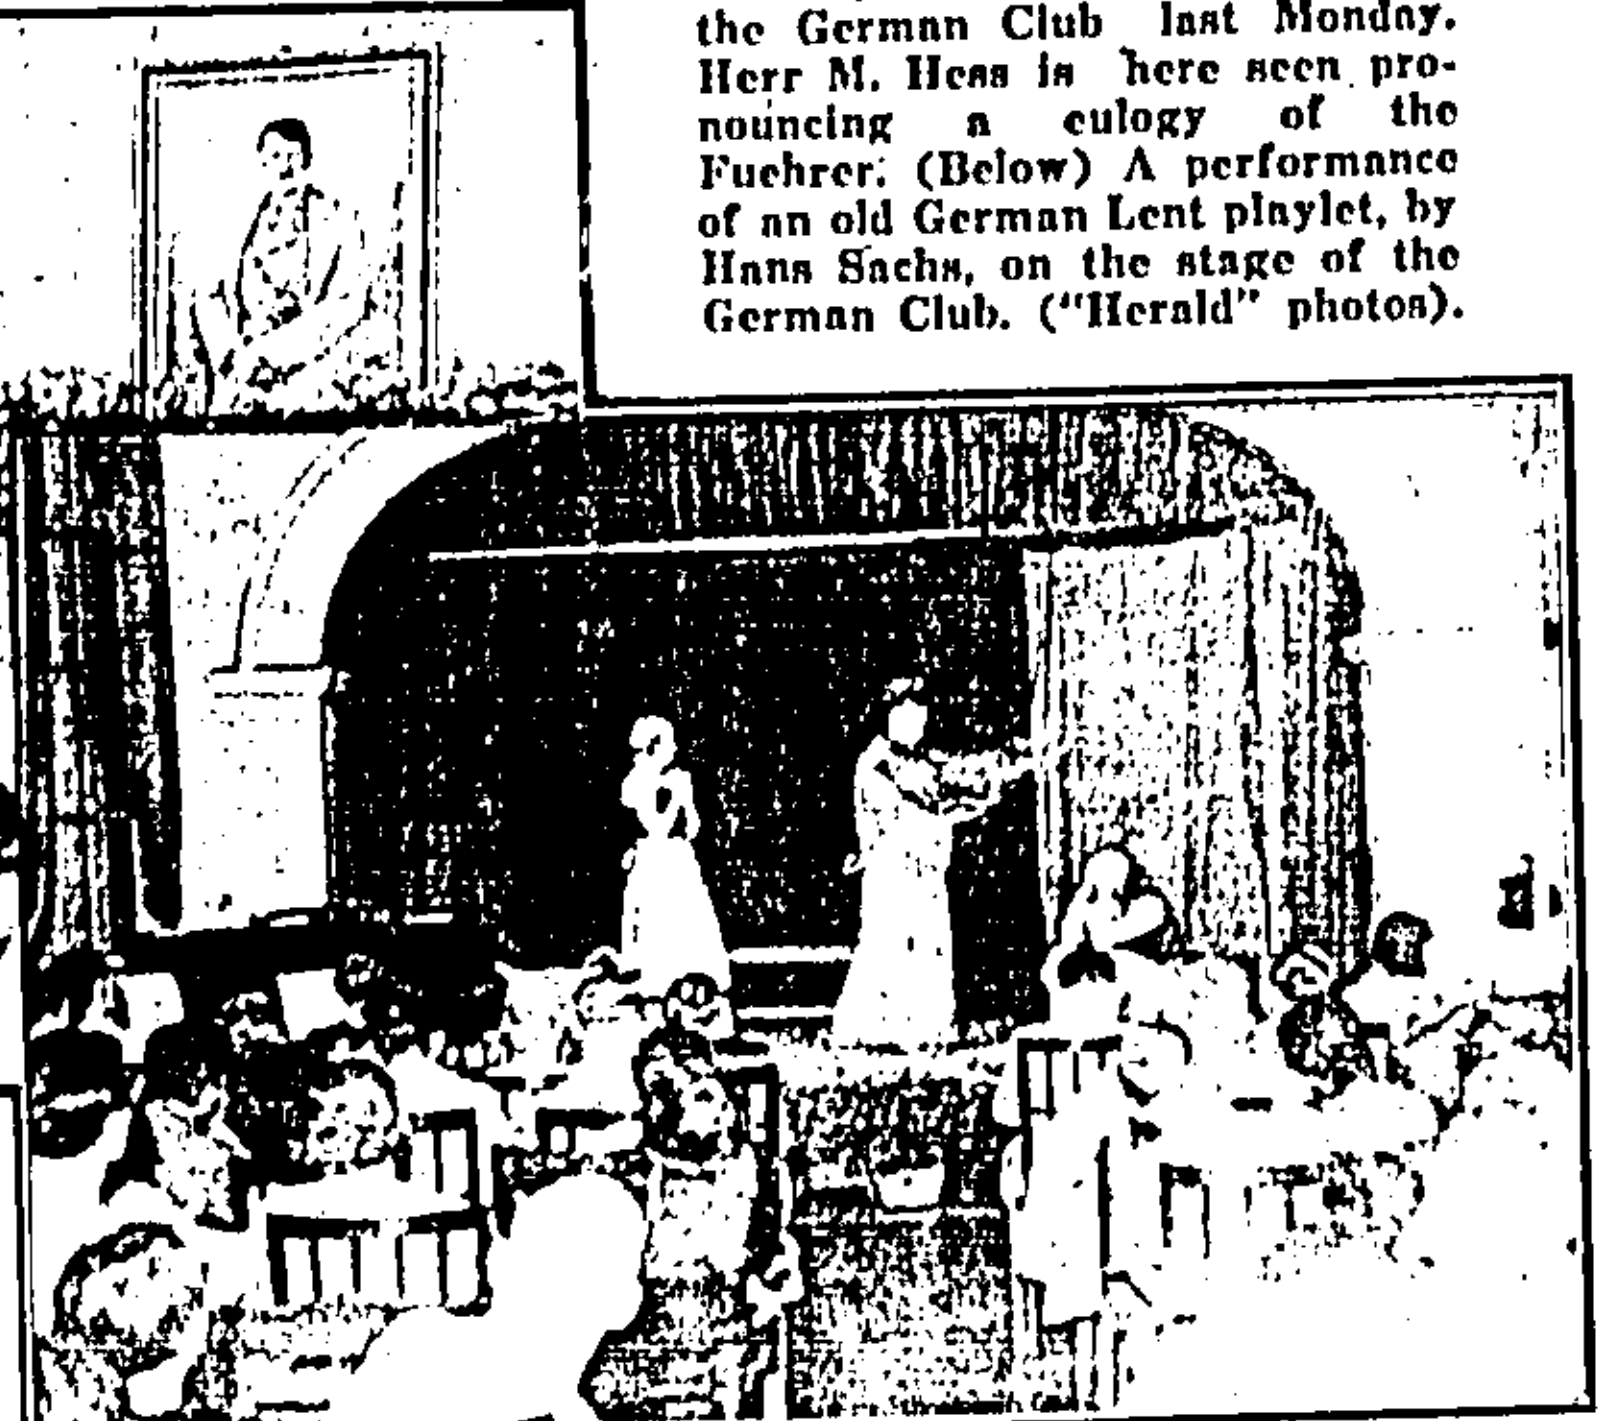 the German Club last Monday.
Herr M. Hess is here seen pro-
nouncing a eulogy of the
Fuehrer. (Below) A performance
of an old German Lent playlet, by
Hans Sachs, on the stage of the
German Club. ("Herald" photos).